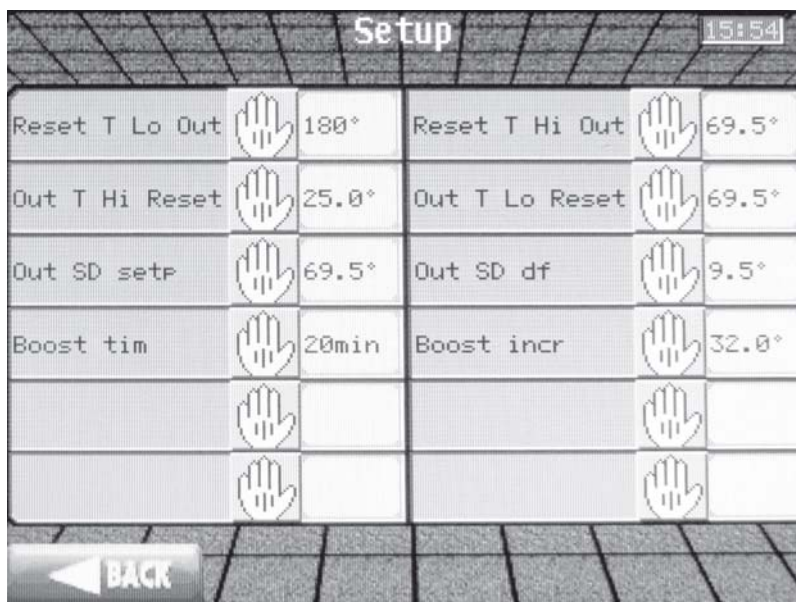 Setup
15:54
Reset T Lo Out 180°
Reset T Hi Out 69.5°
Out T Hi Reset 25.0°
Out T Lo Reset 69.5°
Out SD setp 69.5°
Out SD df 9.5°
Boost tim 20min
Boost incr 32.0°
BACK